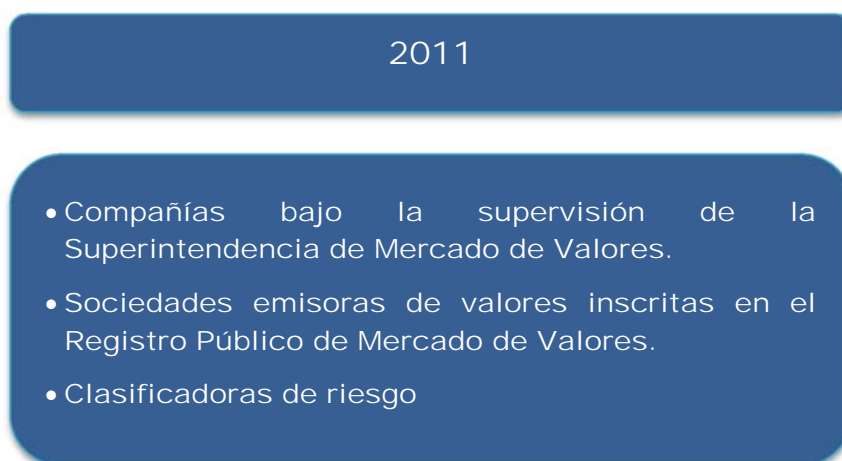 2011
• Compañías bajo la supervisión de la
Superintendencia de Mercado de Valores.
• Sociedades emisoras de valores inscritas en el
Registro Público de Mercado de Valores.
• Clasificadoras de riesgo